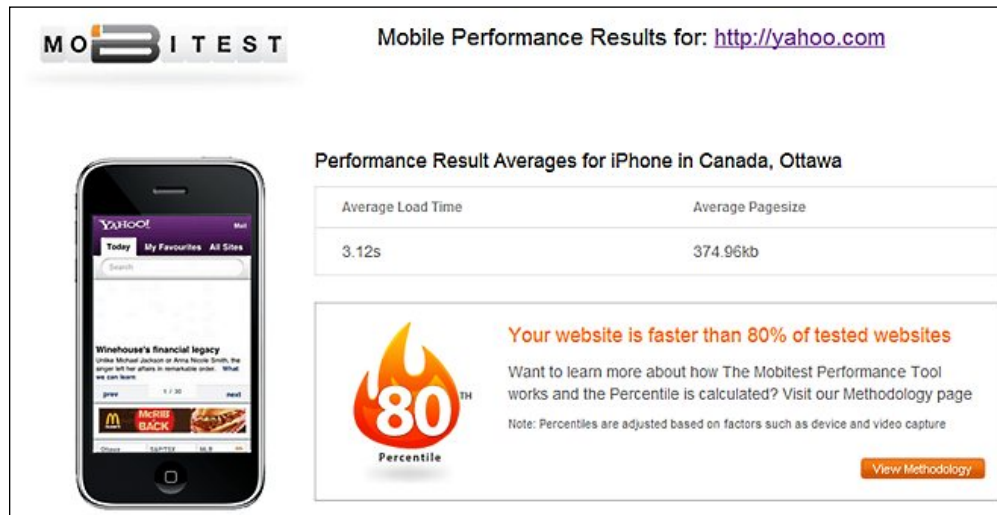 MOBITEST
Mobile Performance Results for: http://yahoo.com
Performance Result Averages for iPhone in Canada, Ottawa
Average Load Time Average Pagesize
3.12s 374.96kb
YAHOO! Mail
Today My Favourites All Sites
Search
Winehouse's financial legacy
Unlike Michael Jackson or Anna Nicole Smith, the
singer left her affairs in remarkable order. What
we can learn
prev 1 / 30 next
McRIB
BACK
Your website is faster than 80% of tested websites
Want to learn more about how The Mobitest Performance Tool
works and the Percentile is calculated? Visit our Methodology page
Note: Percentiles are adjusted based on factors such as device and video capture
80TH
Percentile
View Methodology